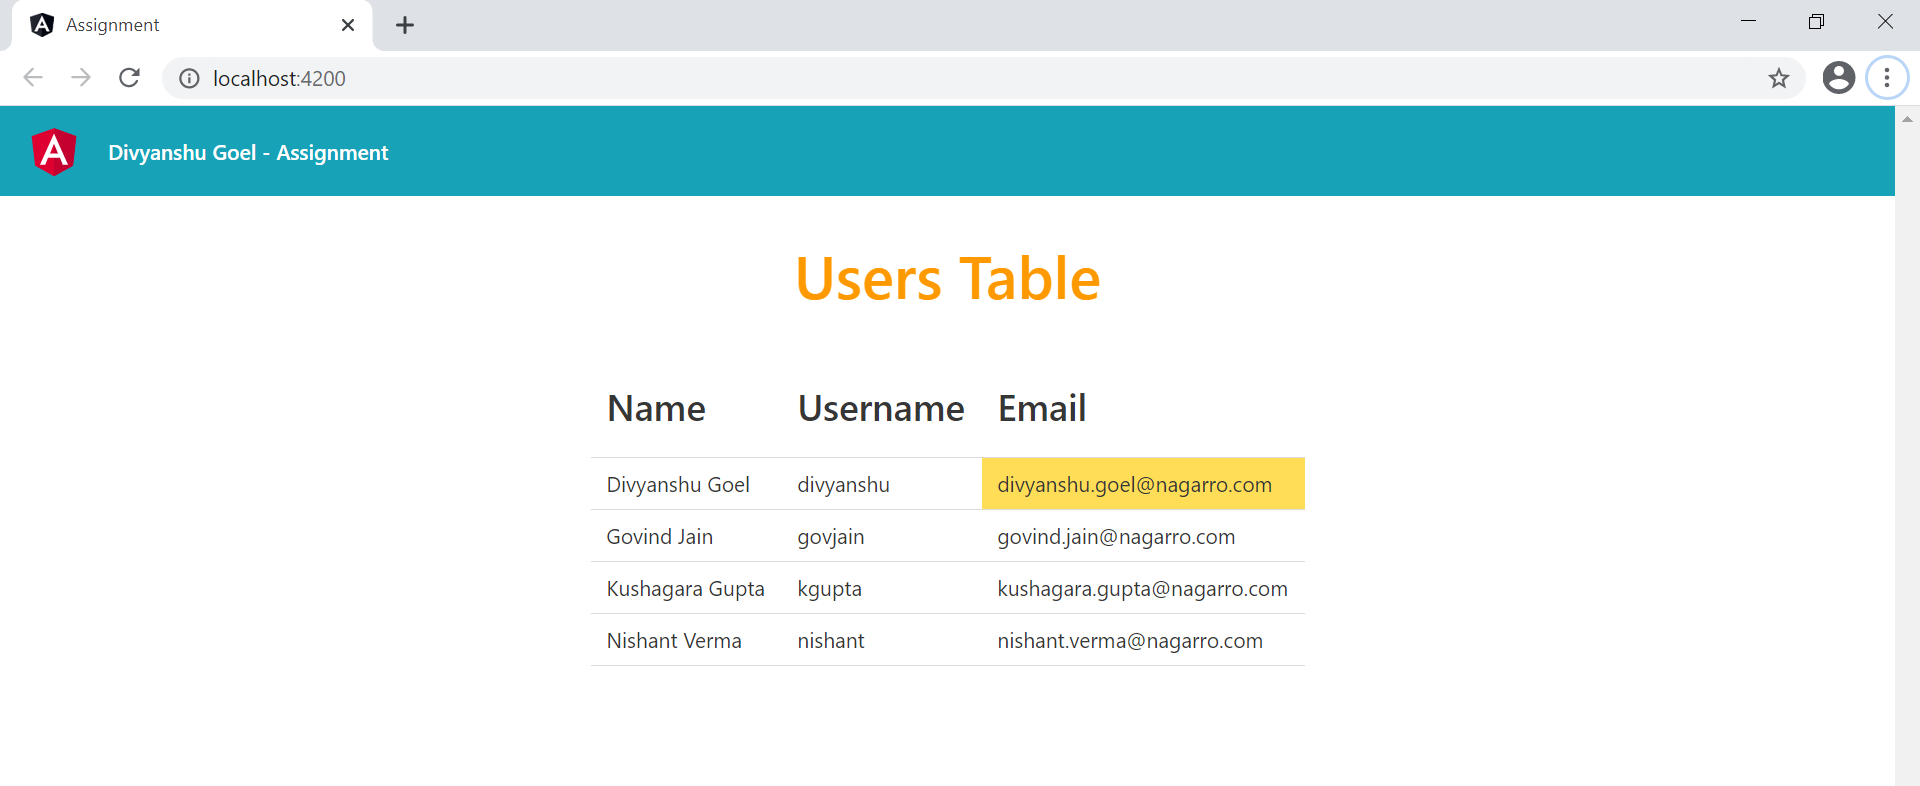 Assignment
localhost:4200
Divyanshu Goel - Assignment
Users Table
Name Username Email
Divyanshu Goel divyanshu divyanshu.goel@nagarro.com
Govind Jain govjain govind.jain@nagarro.com
Kushagara Gupta kgupta kushagara.gupta@nagarro.com
Nishant Verma nishant nishant.verma@nagarro.com